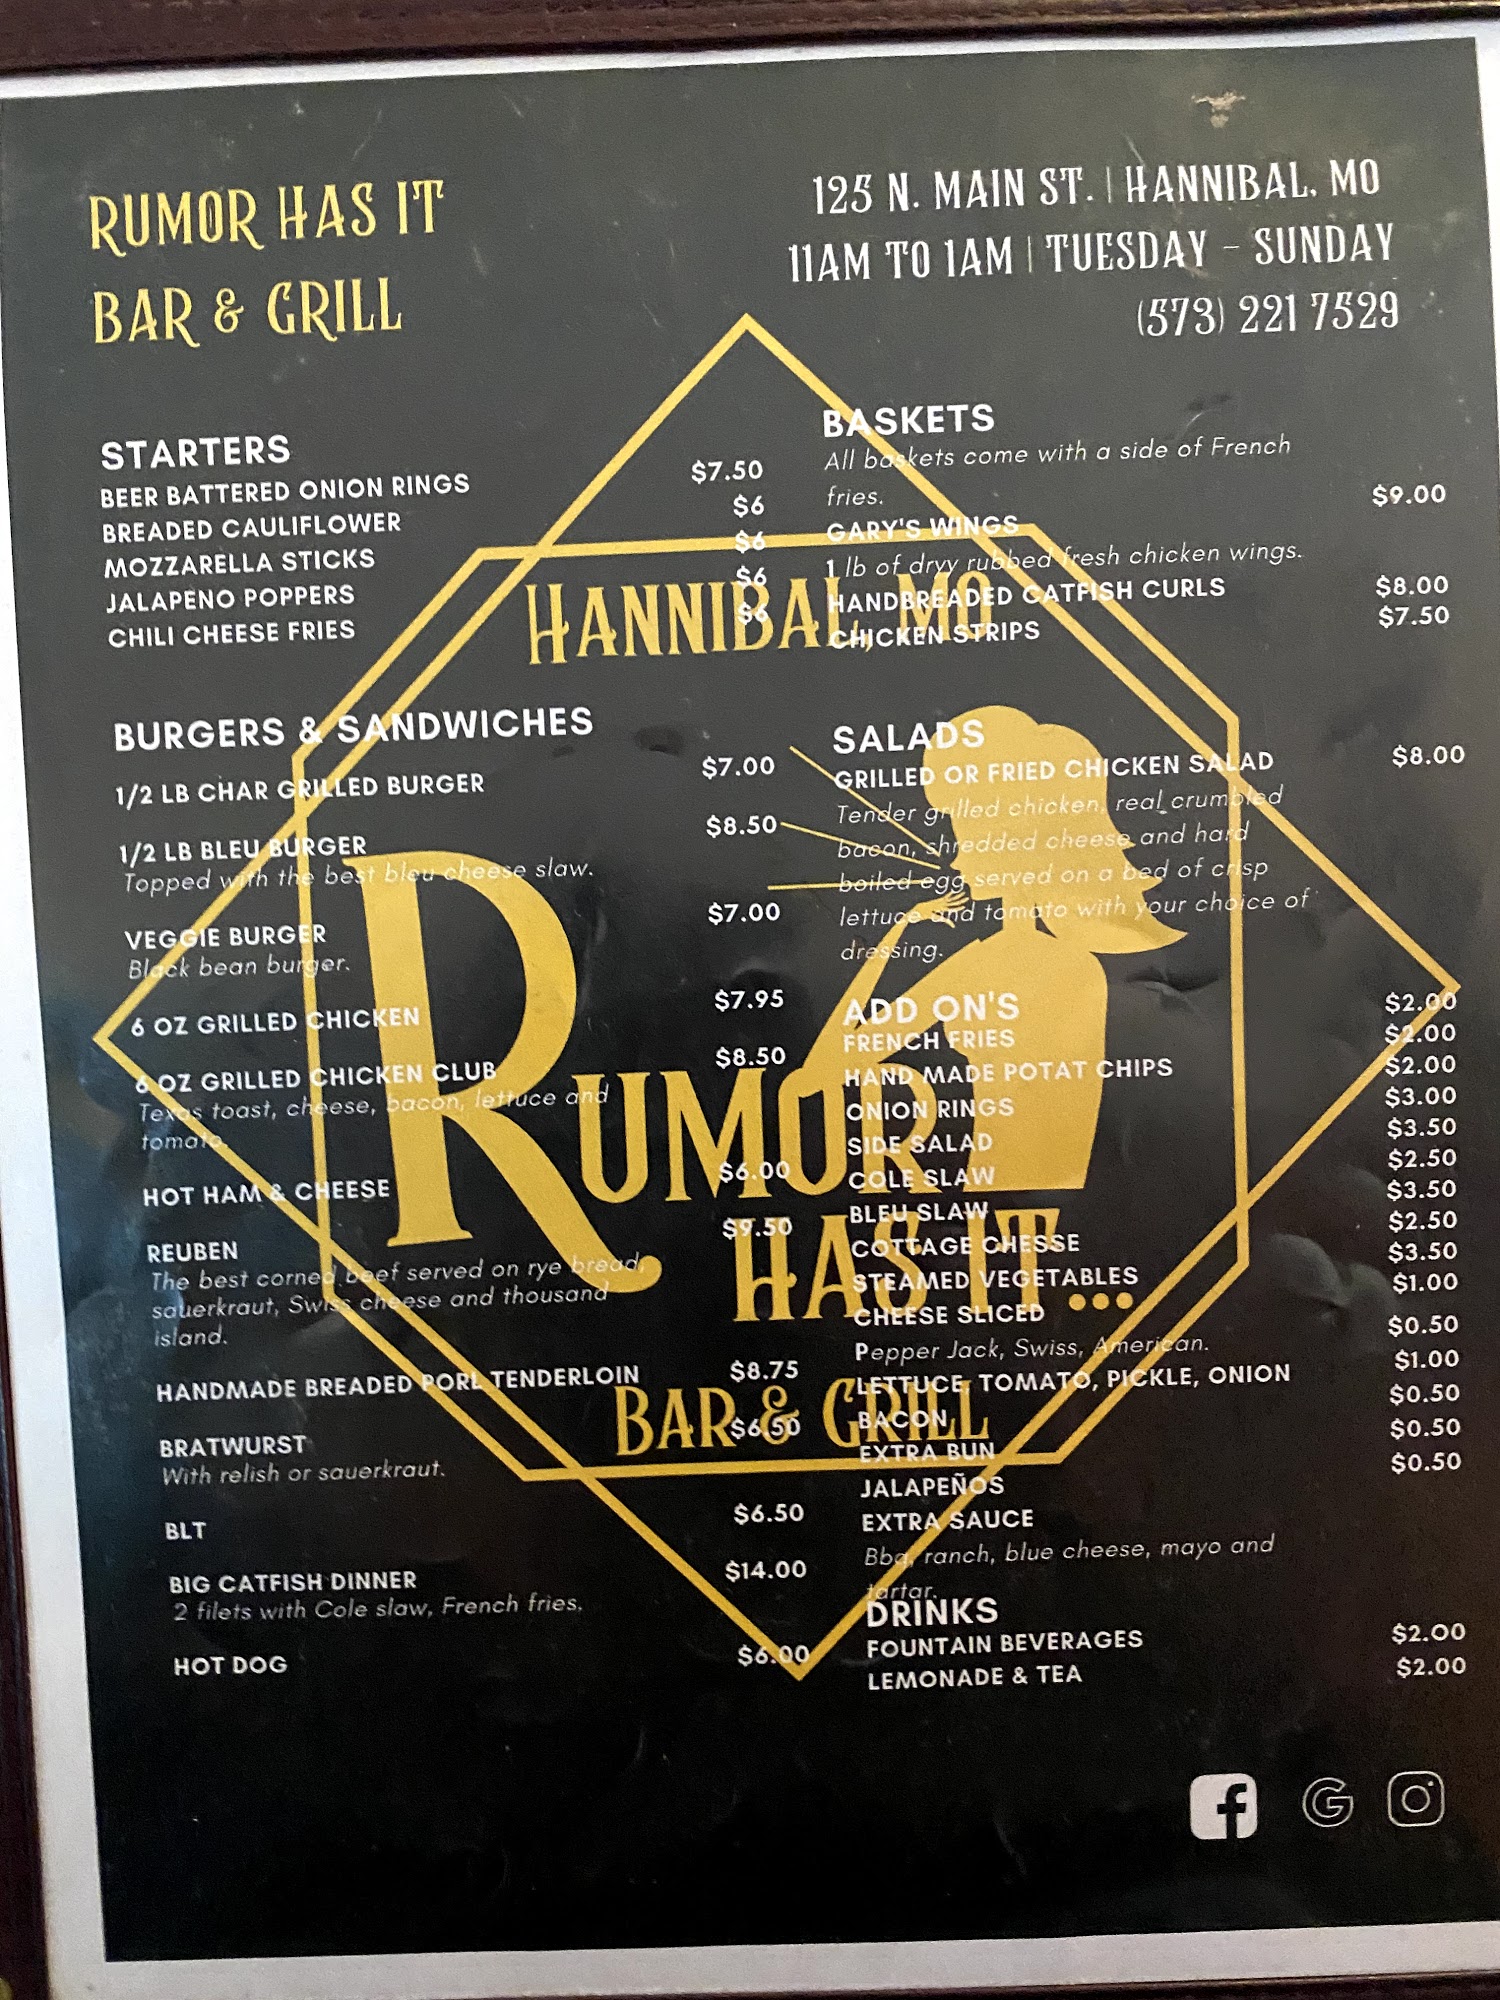 RUMOR HAS IT
BAR & GRILL
125 N. MAIN ST. | HANNIBAL, MO
11AM TO 1AM | TUESDAY - SUNDAY
(573) 221 7529
STARTERS
BEER BATTERED ONION RINGS $7.50
BREADED CAULIFLOWER $6
MOZZARELLA STICKS $6
JALAPENO POPPERS $6
CHILI CHEESE FRIES $6
BURGERS & SANDWICHES
1/2 LB CHAR GRILLED BURGER $7.00
1/2 LB BLEU BURGER $8.50
Topped with the best bleu cheese slaw.
VEGGIE BURGER $7.00
Black bean burger.
6 OZ GRILLED CHICKEN $7.95
6 OZ GRILLED CHICKEN CLUB $8.50
Texas toast, cheese, bacon, lettuce and
tomato.
HOT HAM & CHEESE $6.00
REUBEN $9.50
The best corned beef served on rye bread,
sauerkraut, Swiss cheese and thousand
island.
HANDMADE BREADED PORL TENDERLOIN $8.75
BRATWURST $6.50
With relish or sauerkraut.
BLT $6.50
BIG CATFISH DINNER $14.00
2 filets with Cole slaw, French fries.
HOT DOG $6.00
BASKETS
All baskets come with a side of French
fries.
GARY'S WINGS $9.00
1 lb of dryy rubbed fresh chicken wings.
HANDBREADED CATFISH CURLS $8.00
CHICKEN STRIPS $7.50
SALADS
GRILLED OR FRIED CHICKEN SALAD $8.00
Tender grilled chicken, real crumbled
bacon, shredded cheese and hard
boiled egg served on a bed of crisp
lettuce and tomato with your choice of
dressing.
ADD ON'S
FRENCH FRIES $2.00
HAND MADE POTAT CHIPS $2.00
ONION RINGS $2.00
SIDE SALAD $3.00
COLE SLAW $3.50
BLEU SLAW $2.50
COTTAGE CHESSE $3.50
STEAMED VEGETABLES $2.50
CHEESE SLICED $3.50
Pepper Jack, Swiss, American. $1.00
LETTUCE, TOMATO, PICKLE, ONION $0.50
BACON $1.00
EXTRA BUN $0.50
JALAPEÑOS $0.50
EXTRA SAUCE $0.50
Bbq, ranch, blue cheese, mayo and
tartar.
DRINKS
FOUNTAIN BEVERAGES $2.00
LEMONADE & TEA $2.00
HANNIBAL, MO
RUMOR
HAS IT...
BAR & GRILL
f G